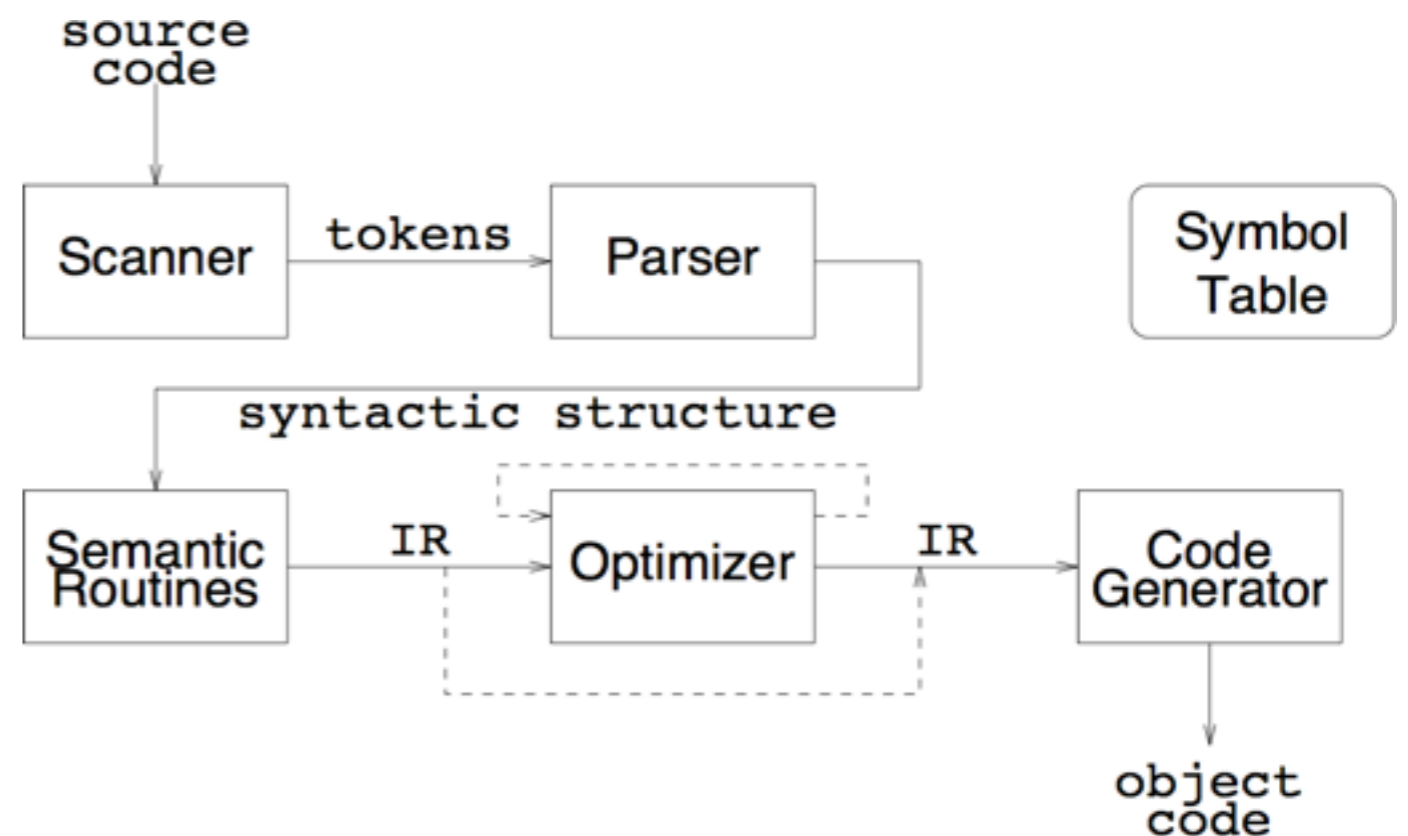 source
code
Scanner
tokens
Parser
Symbol
Table
syntactic structure
Semantic
Routines
IR
Optimizer
IR
Code
Generator
object
code